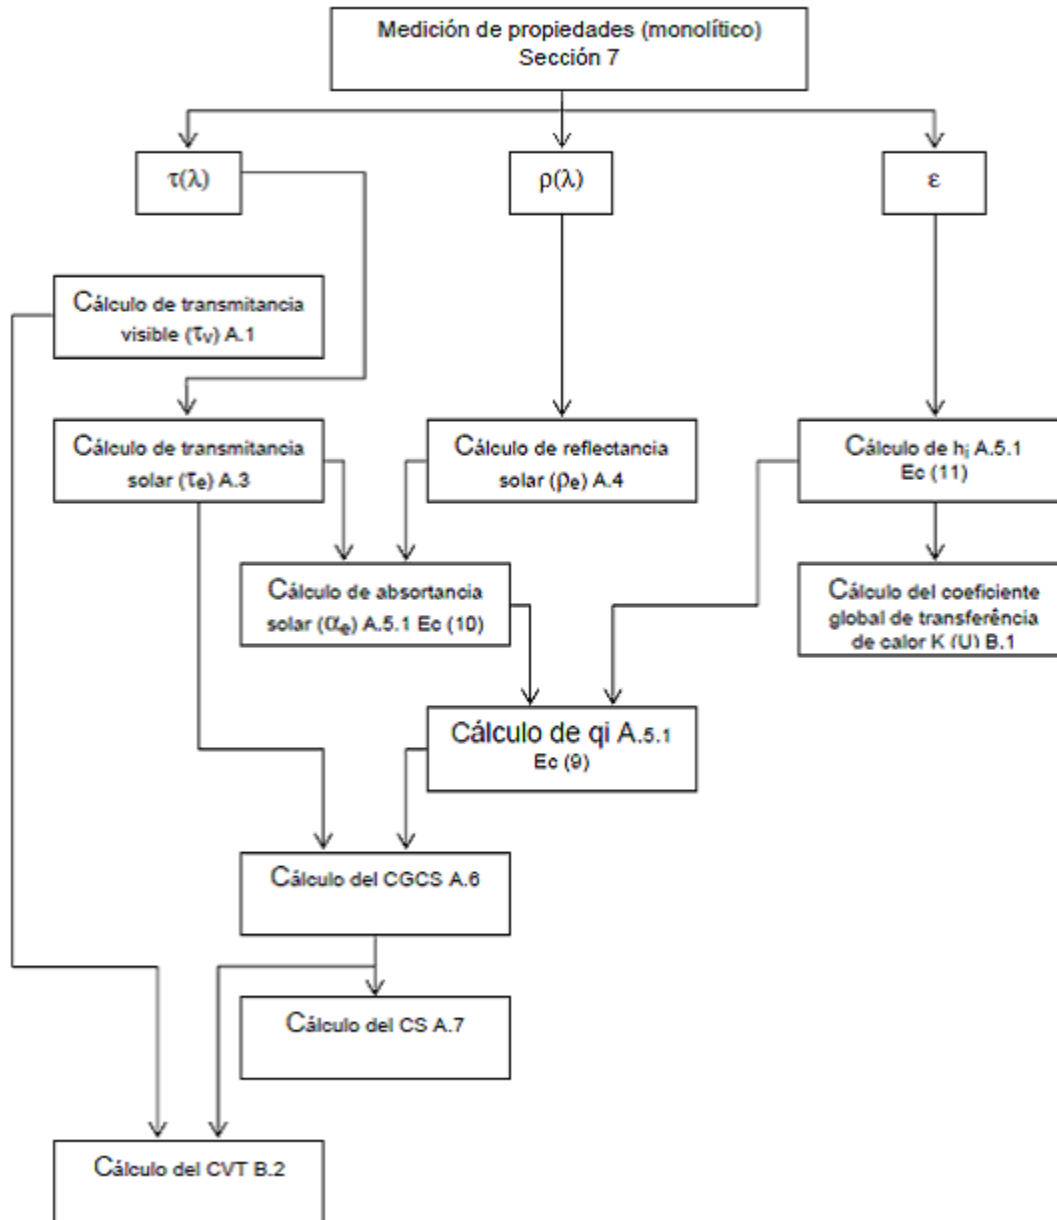 Medición de propiedades (monolítico)
Sección 7
τ(λ)
ρ(λ)
ε
Cálculo de transmitancia
visible (τv) A.1
Cálculo de transmitancia
solar (τe) A.3
Cálculo de reflectancia
solar (ρe) A.4
Cálculo de hi A.5.1
Ec (11)
Cálculo de absortancia
solar (αe) A.5.1 Ec (10)
Cálculo del coeficiente
global de transferência
de calor K (U) B.1
Cálculo de qi A.5.1
Ec (9)
Cálculo del CGCS A.6
Cálculo del CS A.7
Cálculo del CVT B.2